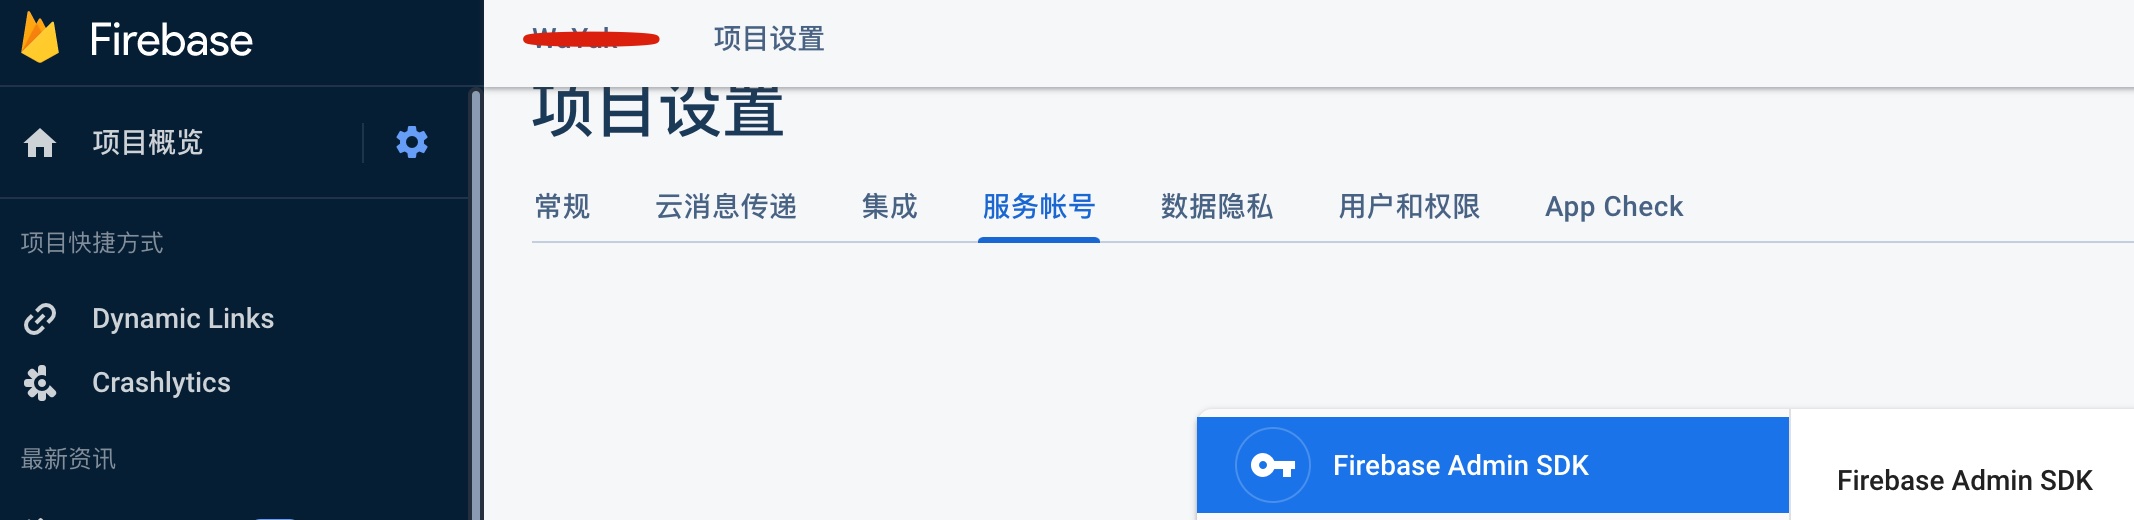 Firebase
项目设置
项目概览
项目设置
常规 云消息传递 集成 服务帐号 数据隐私 用户和权限 App Check
项目快捷方式
Dynamic Links
Crashlytics
最新资讯
Firebase Admin SDK
Firebase Admin SDK